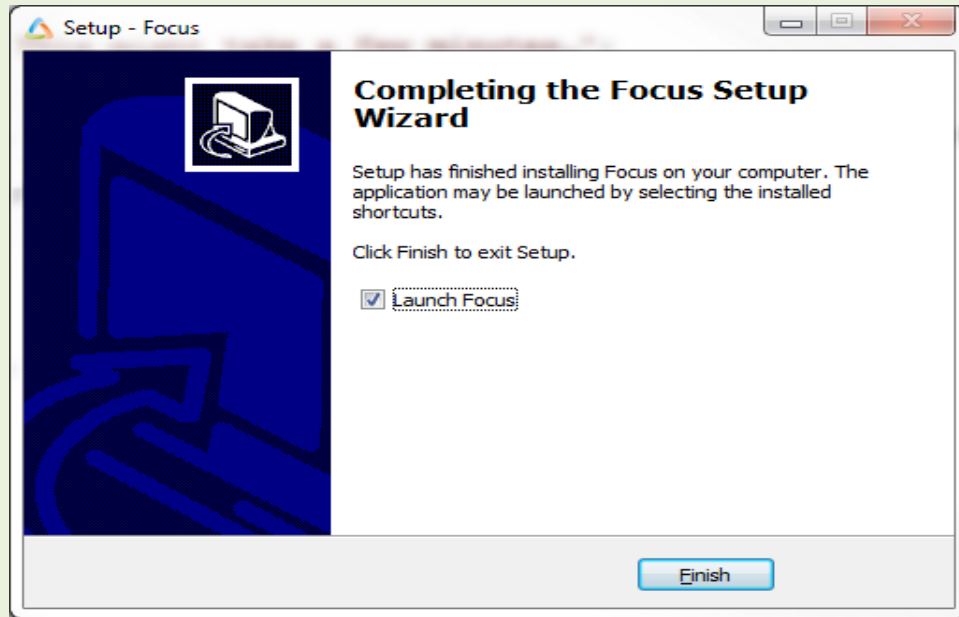 Setup - Focus
Completing the Focus Setup
Wizard
Setup has finished installing Focus on your computer. The
application may be launched by selecting the installed
shortcuts.
Click Finish to exit Setup.
Launch Focus
Finish